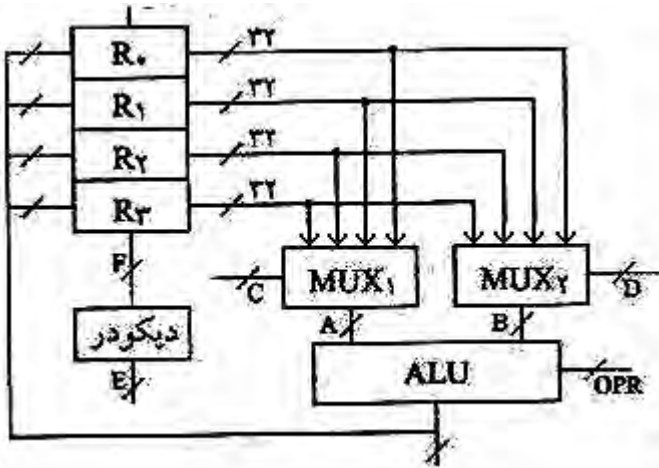 R۰ ۳۲
R۱ ۳۲
R۲ ۳۲
R۳ ۳۲
F C MUX۱ MUX۲ D
دیکودر A B
E ALU OPR